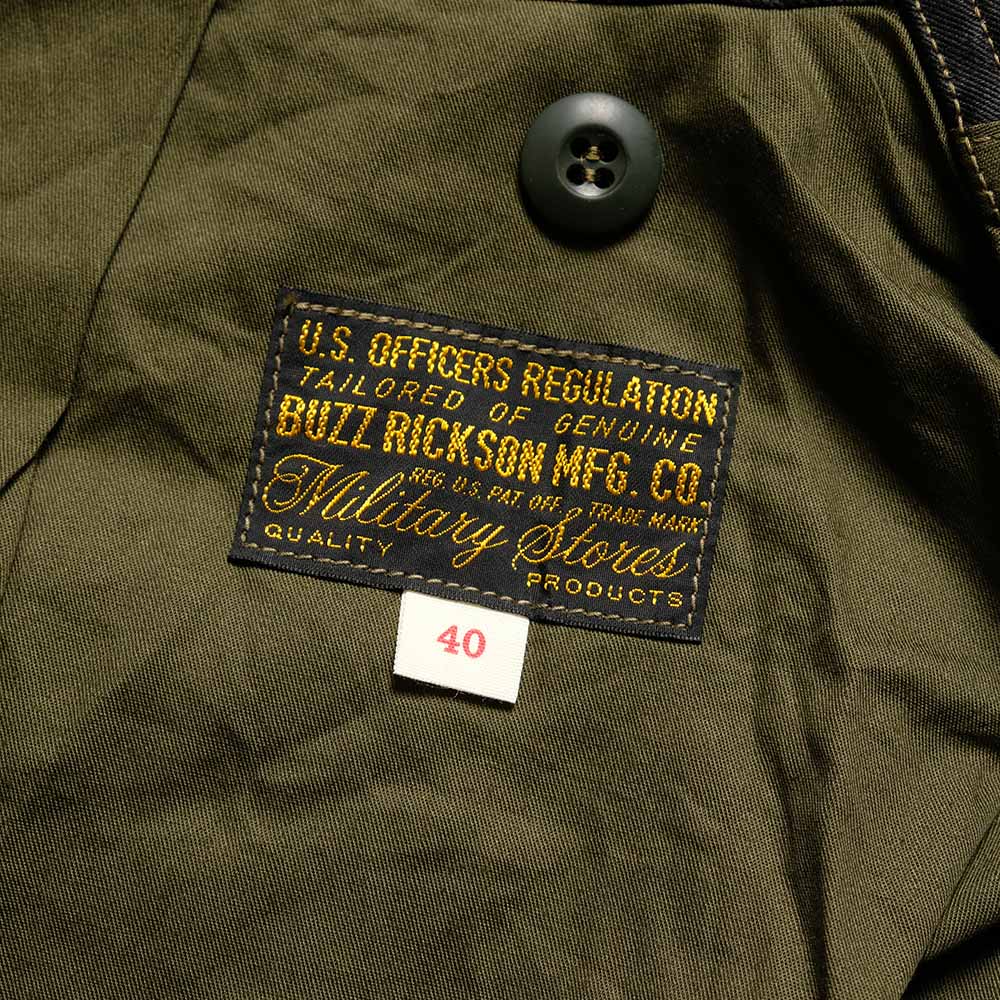 U.S. OFFICERS REGULATION
TAILORED OF GENUINE
BUZZ RICKSON MFG. CO
REG. U.S. PAT. OFF. TRADE MARK
Military Stores
QUALITY PRODUCTS
40